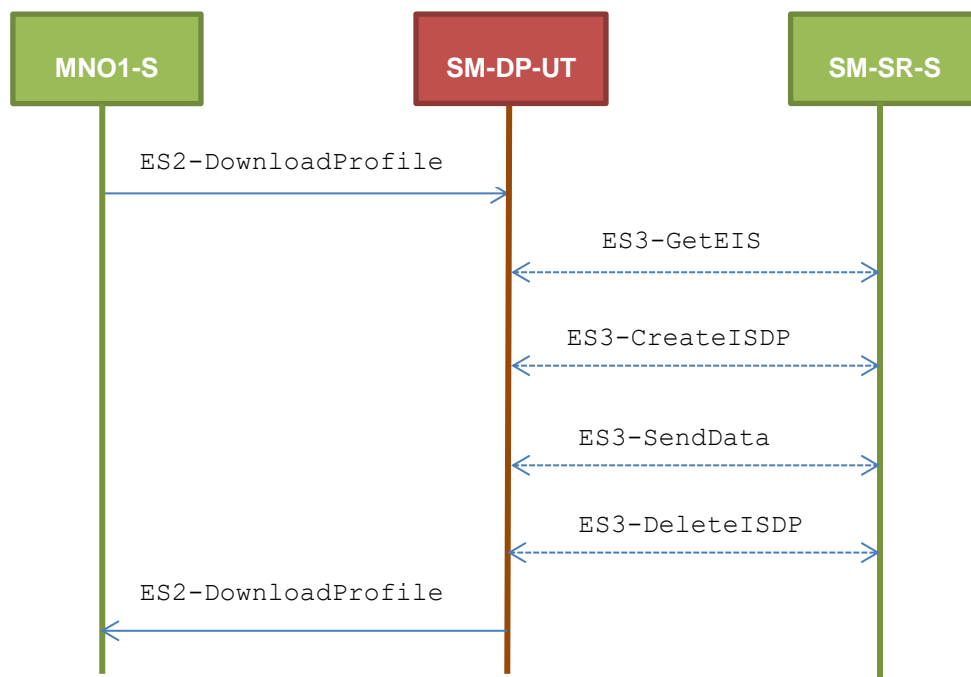 MNO1-S
SM-DP-UT
SM-SR-S
ES2-DownloadProfile
ES3-GetEIS
ES3-CreateISDP
ES3-SendData
ES3-DeleteISDP
ES2-DownloadProfile